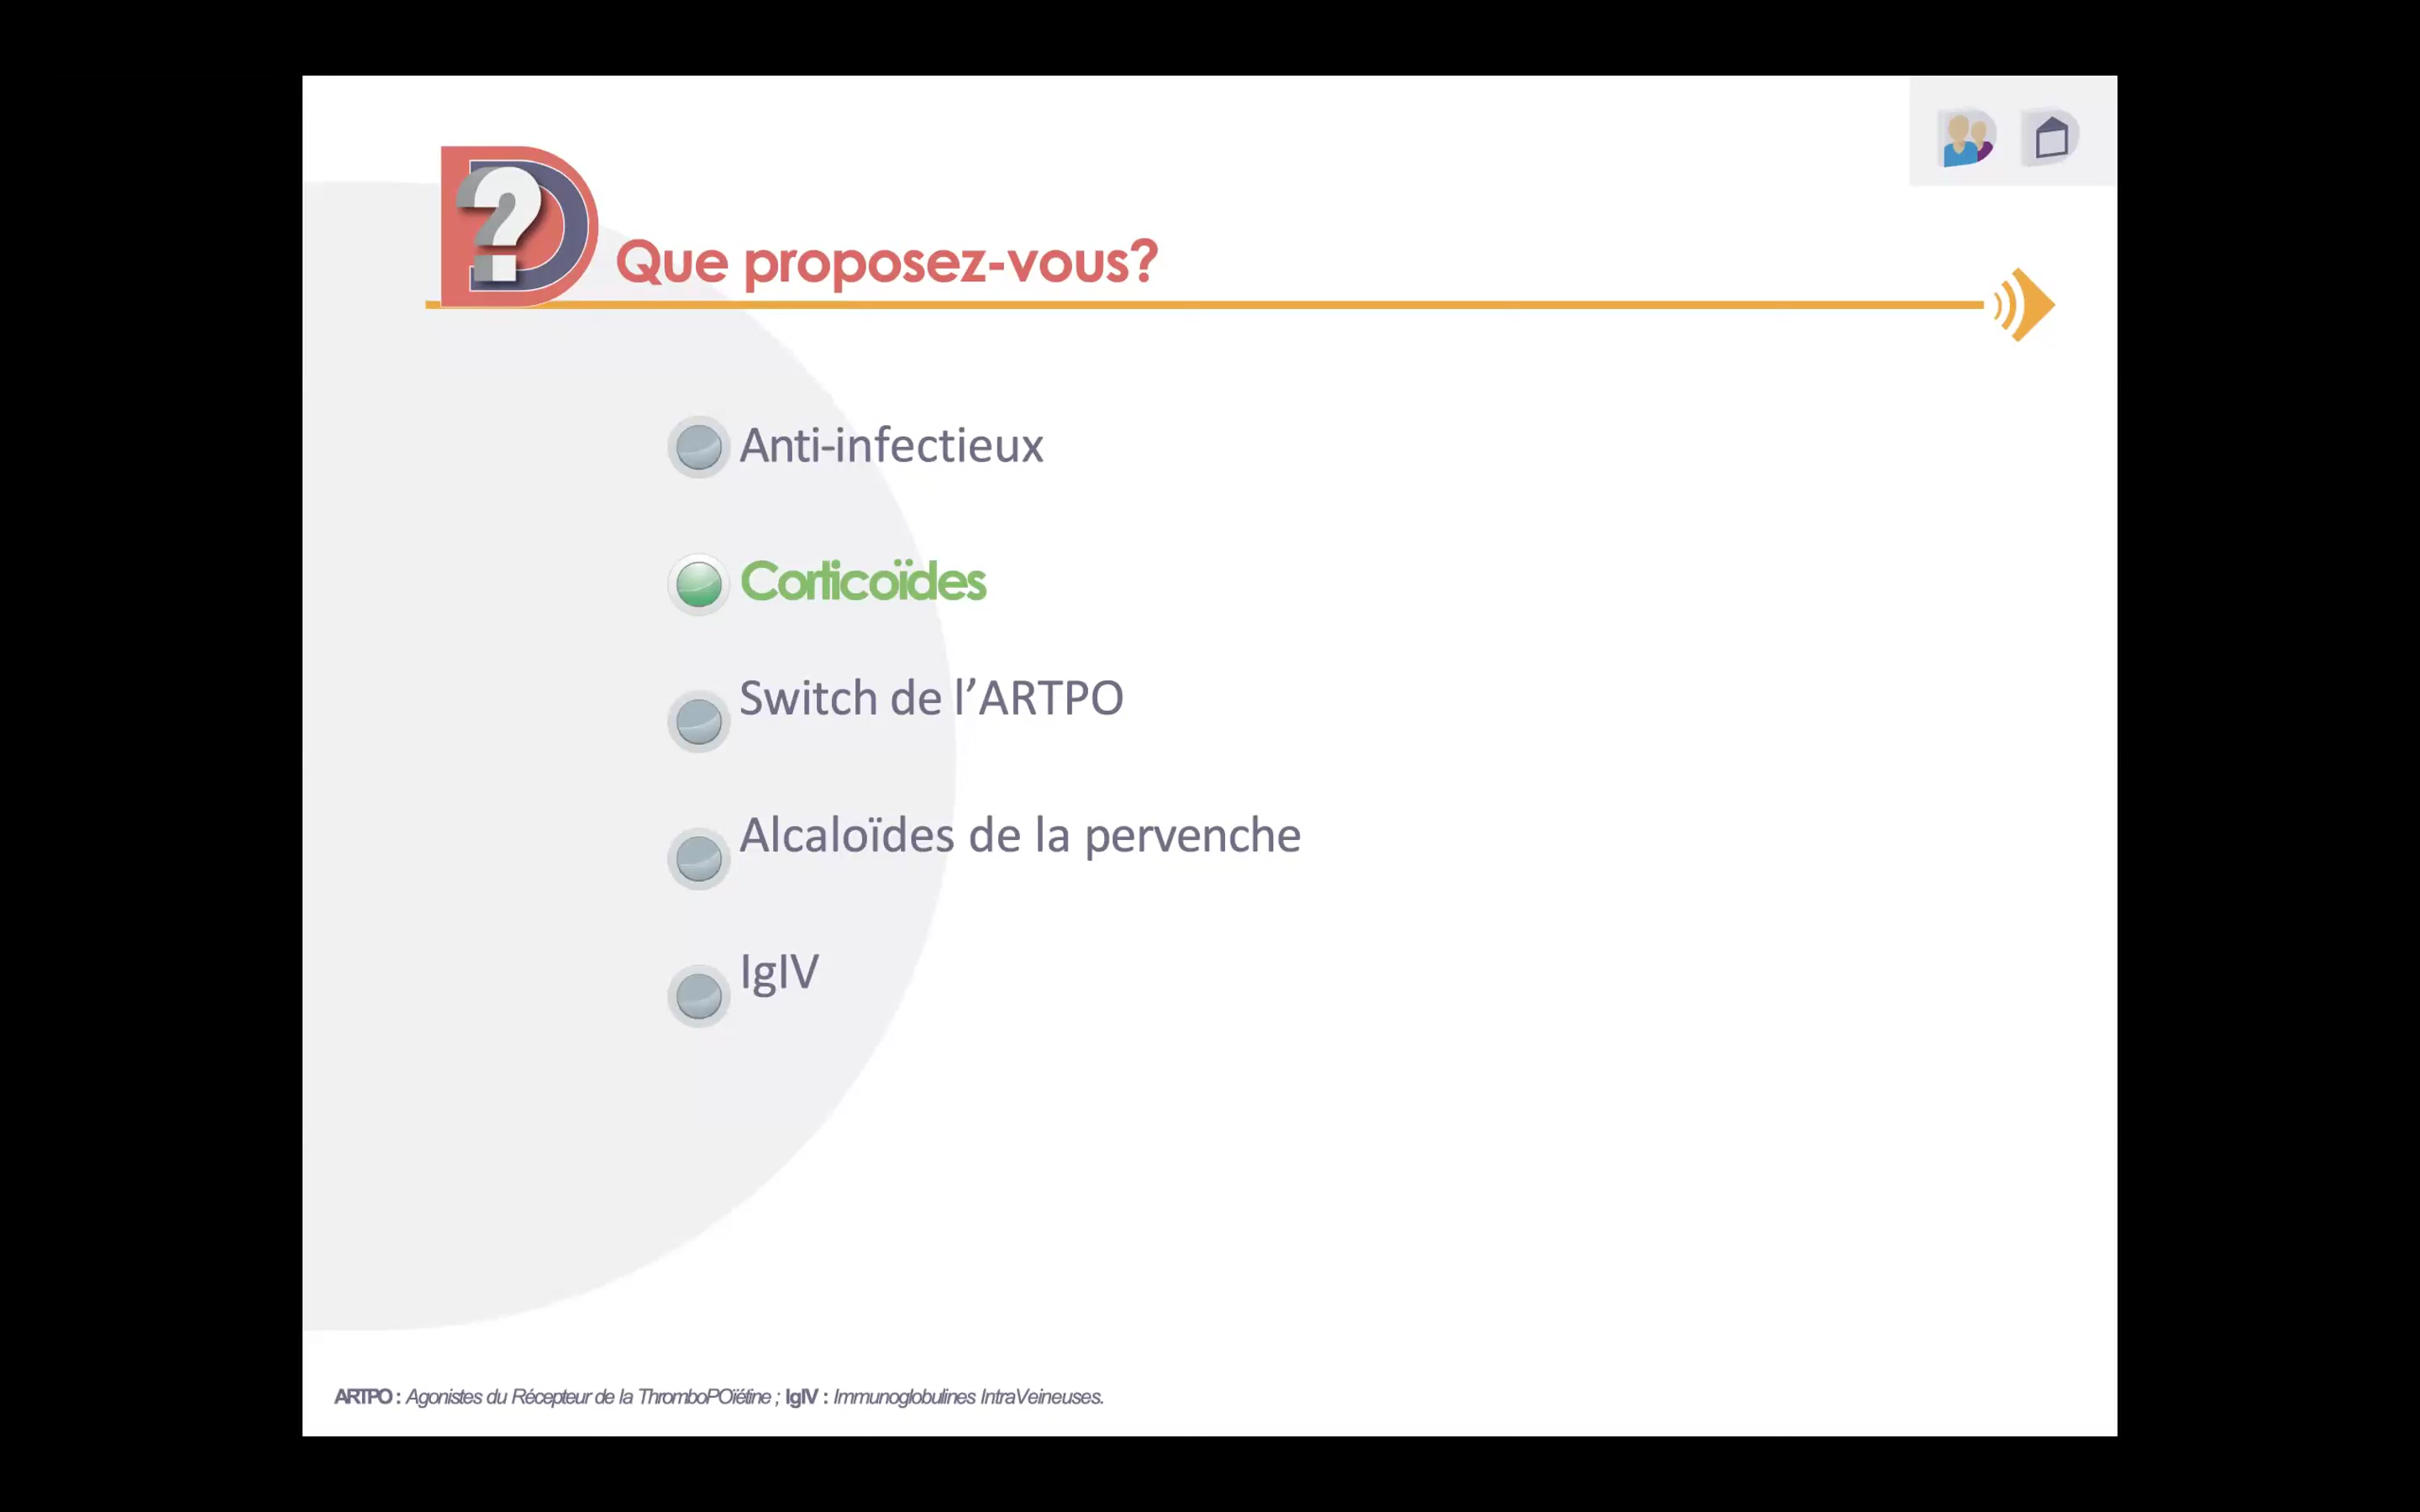 ?
Que proposez-vous?
Anti-infectieux
Corticoïdes
Switch de l’ARTPO
Alcaloïdes de la pervenche
IgIV
ARTPO : Agonistes du Récepteur de la ThromboPOïétine ; IgIV : Immunoglobulines IntraVeineuses.